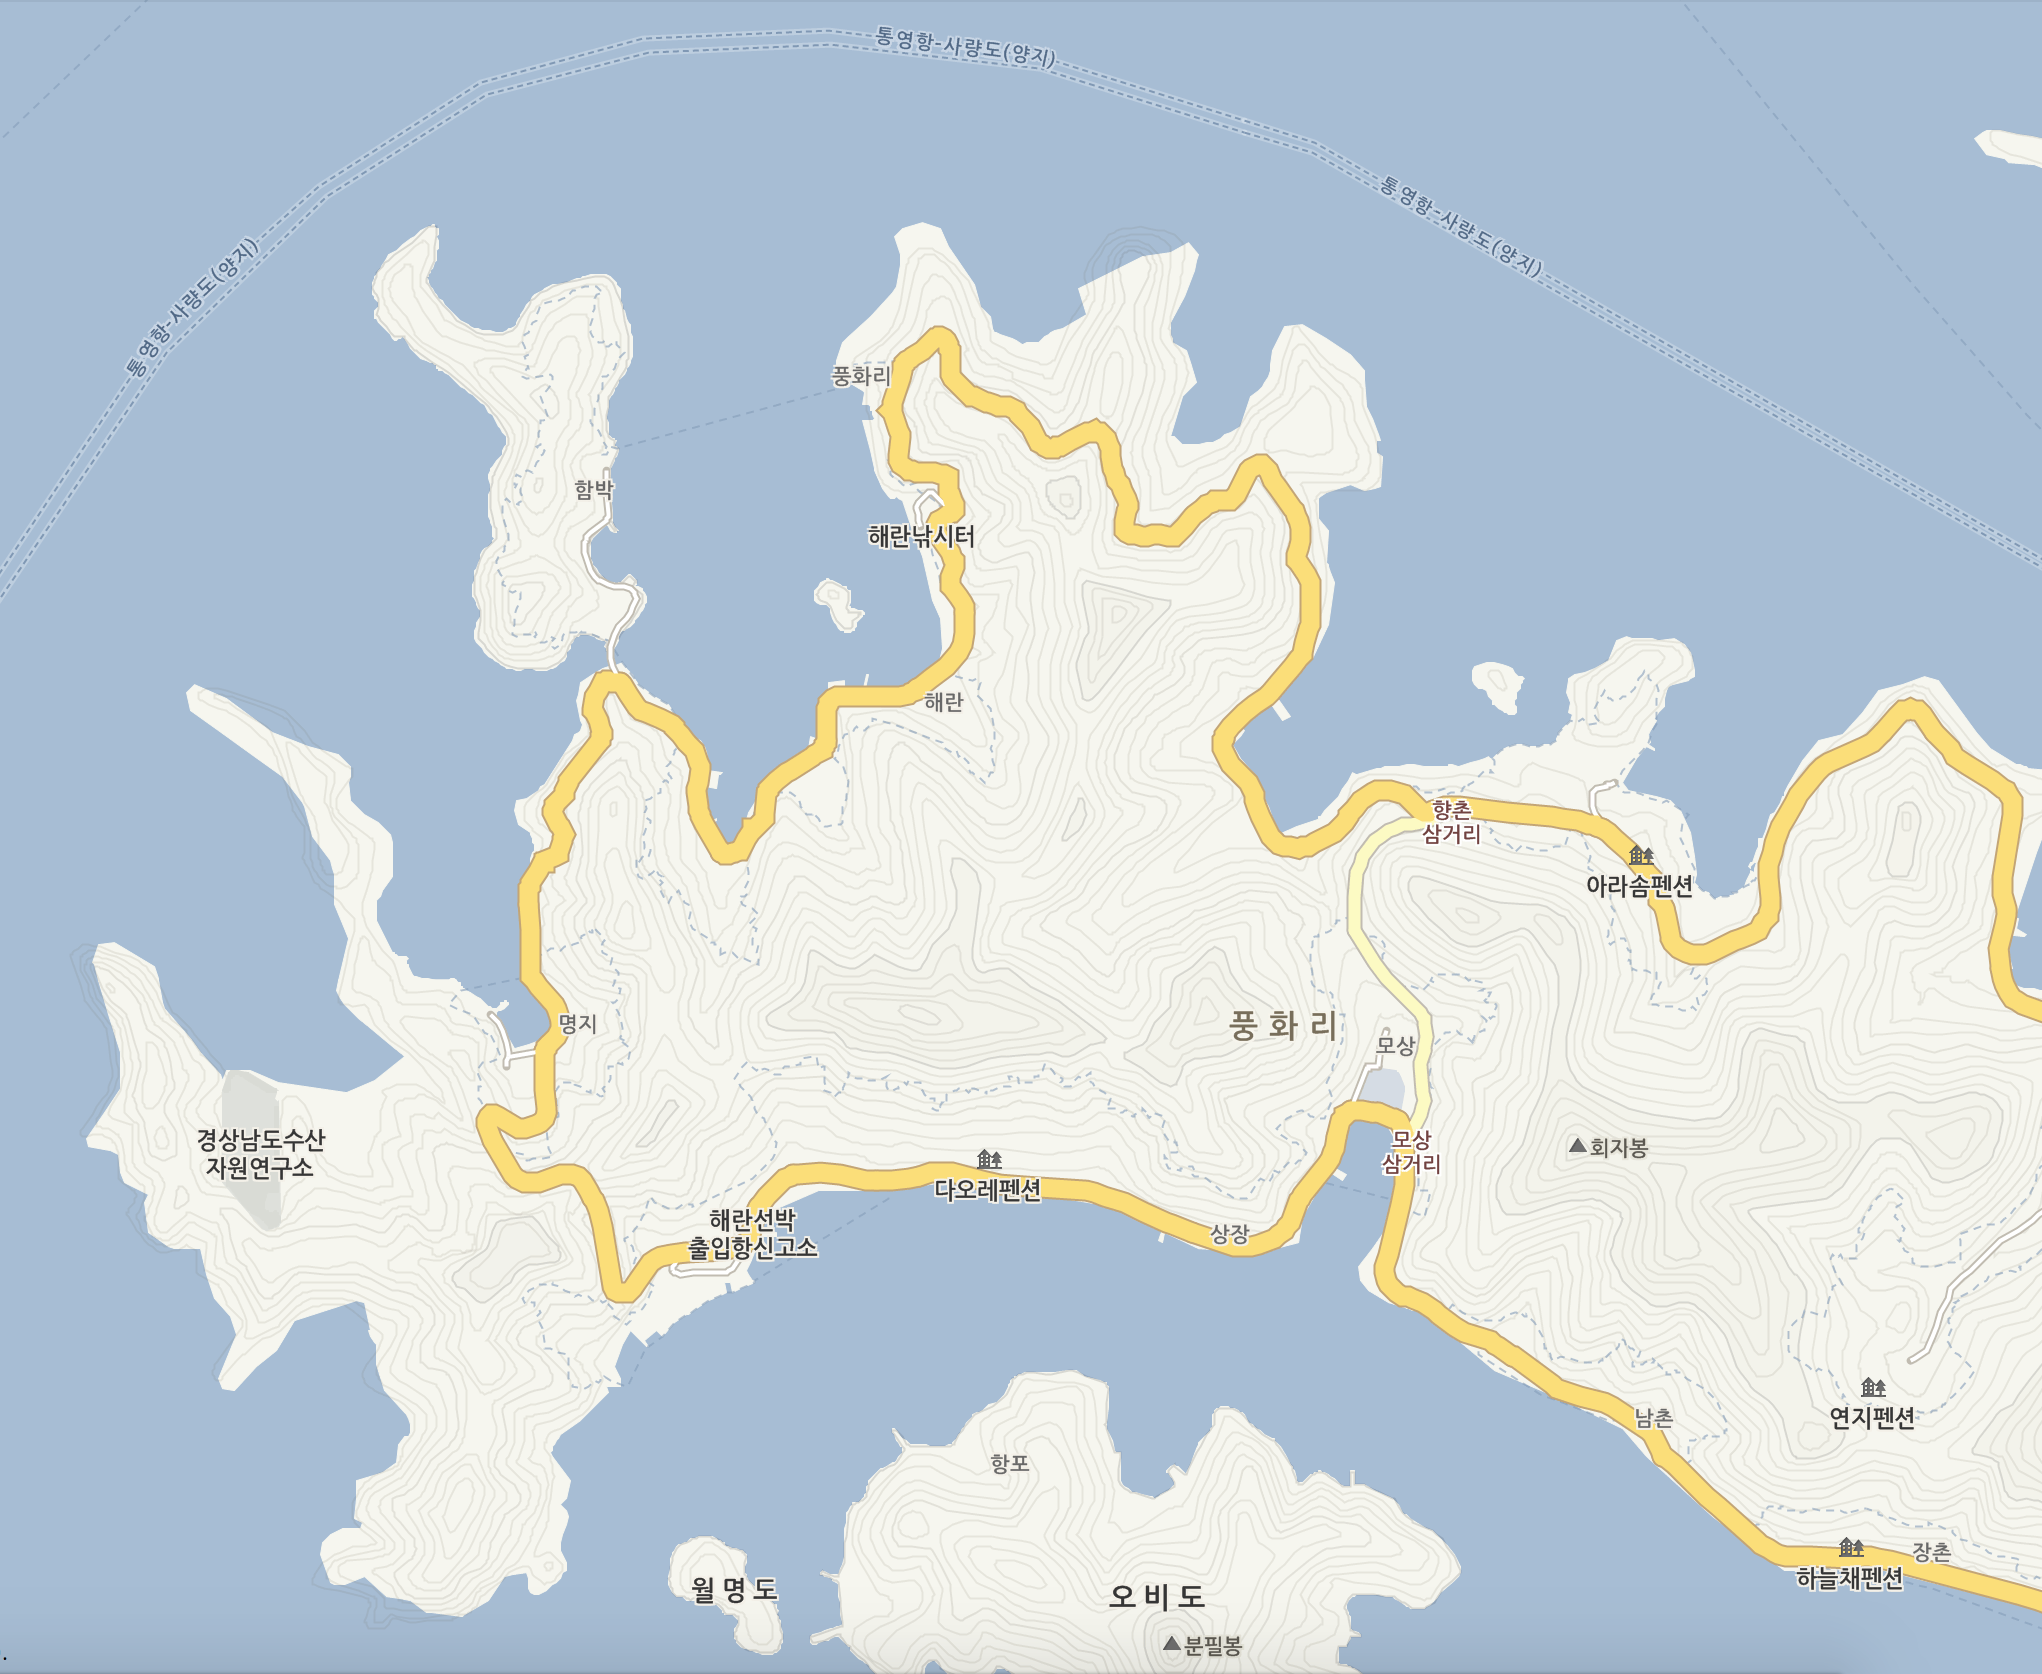 통영항-사량도(양지)
통영항-사량도(양지)
통영항-사량도(양지)
풍화리
함박
해란낚시터
해란
향촌
삼거리
아라솜펜션
명지
풍화리
모상
경상남도수산
자원연구소
모상
삼거리
회자봉
다오레펜션
해란선박
출입항신고소
상장
연지펜션
남촌
항포
장촌
하늘채펜션
월명도
오비도
분필봉